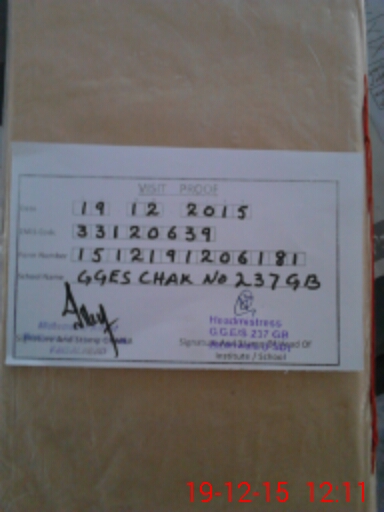 VISIT PROOF
Date 19 12 2015
EMIS Code 33120639
Form Number 151219120618 1
School Name GGES CHAK NO 237 GB
Headmistress
G.G.E/S 237 GB
Signature And Stamp Of Head Of
Institute / School
19-12-15 12:11